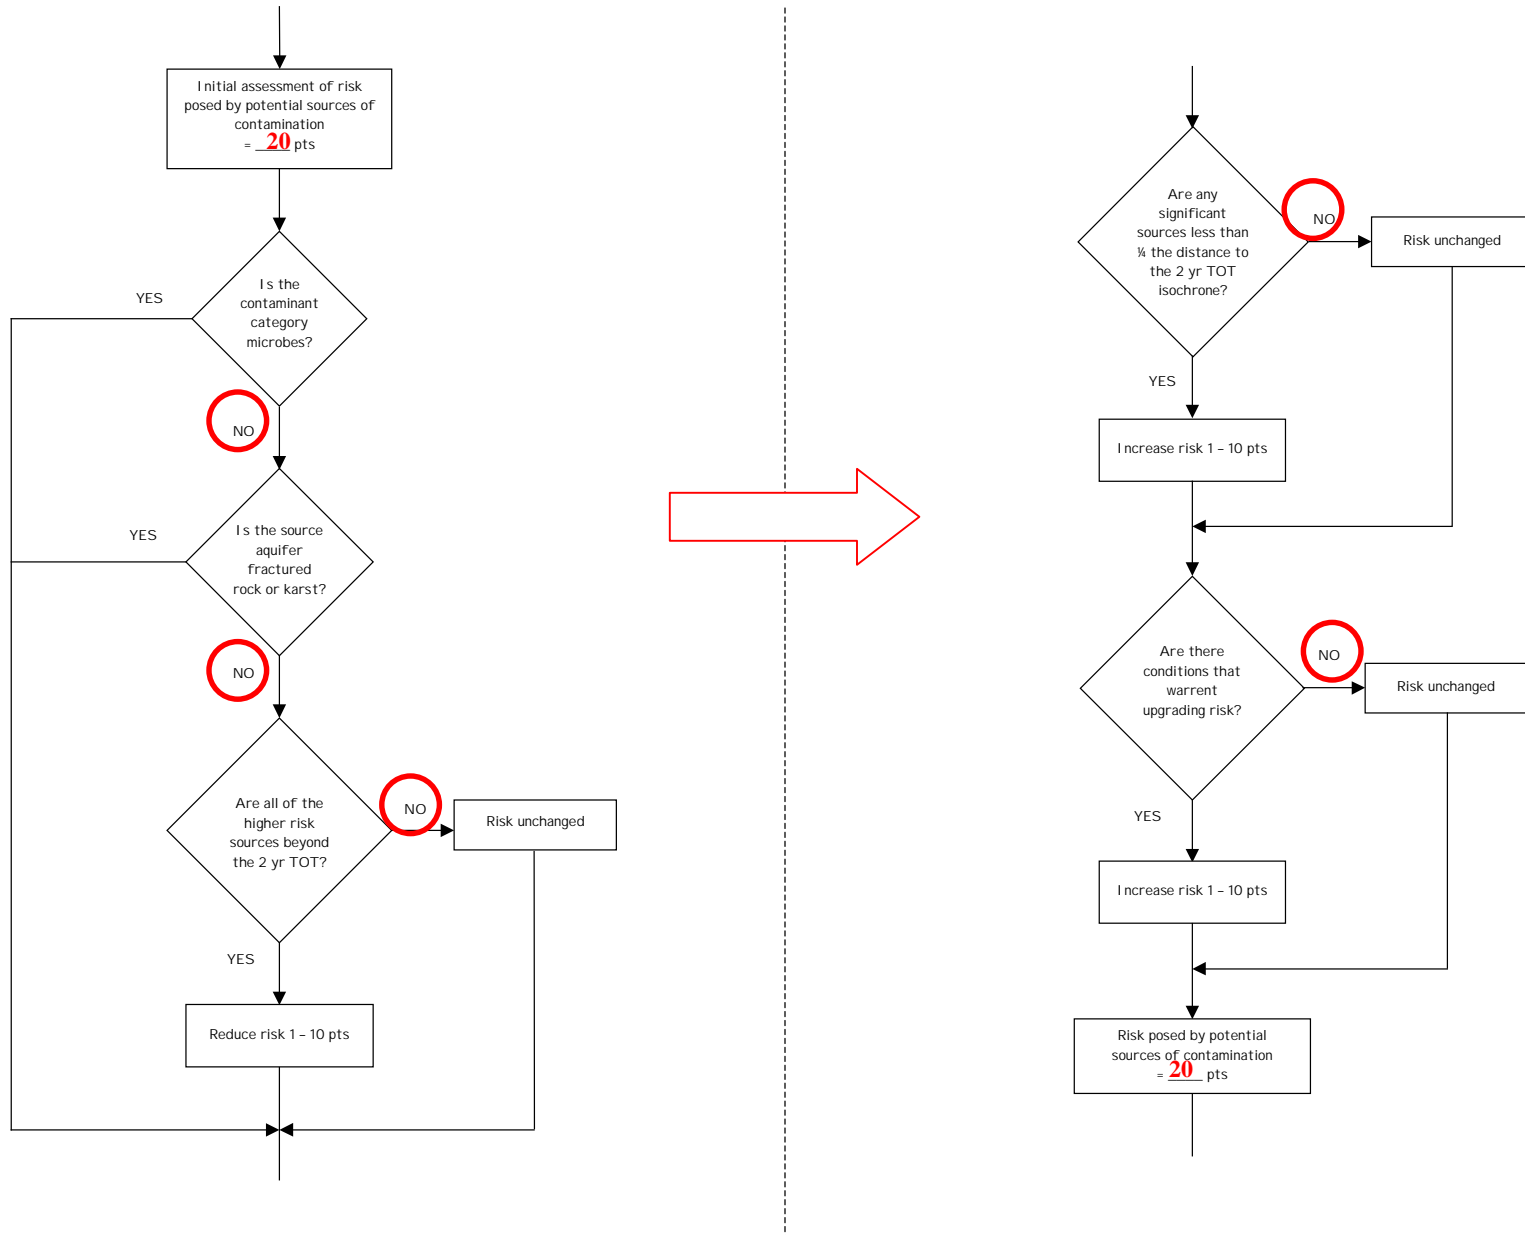 Initial assessment of risk
posed by potential sources of
contamination
= 20 pts
Is the
contaminant
category
microbes?
YES
NO
Is the source
aquifer
fractured
rock or karst?
YES
NO
Are all of the
higher risk
sources beyond
the 2 yr TOT?
NO
Risk unchanged
YES
Reduce risk 1 – 10 pts
Are any
significant
sources less than
¼ the distance to
the 2 yr TOT
isochrone?
NO
Risk unchanged
YES
Increase risk 1 – 10 pts
Are there
conditions that
warrent
upgrading risk?
NO
Risk unchanged
YES
Increase risk 1 – 10 pts
Risk posed by potential
sources of contamination
= 20 pts